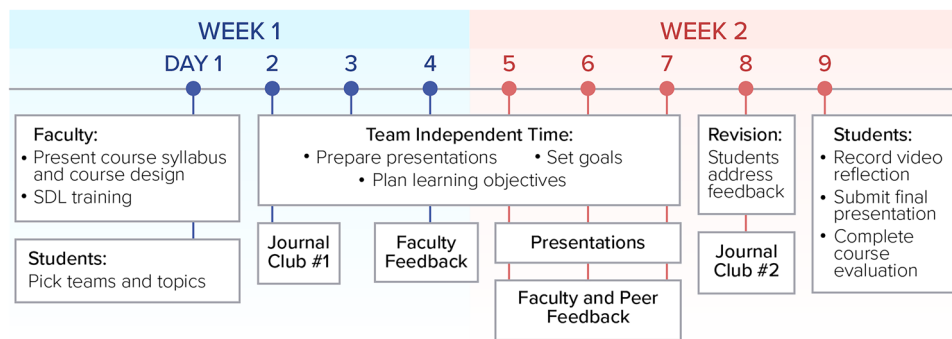 WEEK 1
WEEK 2
DAY 1 2 3 4 5 6 7 8 9
Faculty:
• Present course syllabus
and course design
• SDL training
Students:
Pick teams and topics
Team Independent Time:
• Prepare presentations • Set goals
• Plan learning objectives
Journal
Club #1
Faculty
Feedback
Presentations
Faculty and Peer
Feedback
Revision:
Students
address
feedback
Journal
Club #2
Students:
• Record video
reflection
• Submit final
presentation
• Complete
course
evaluation